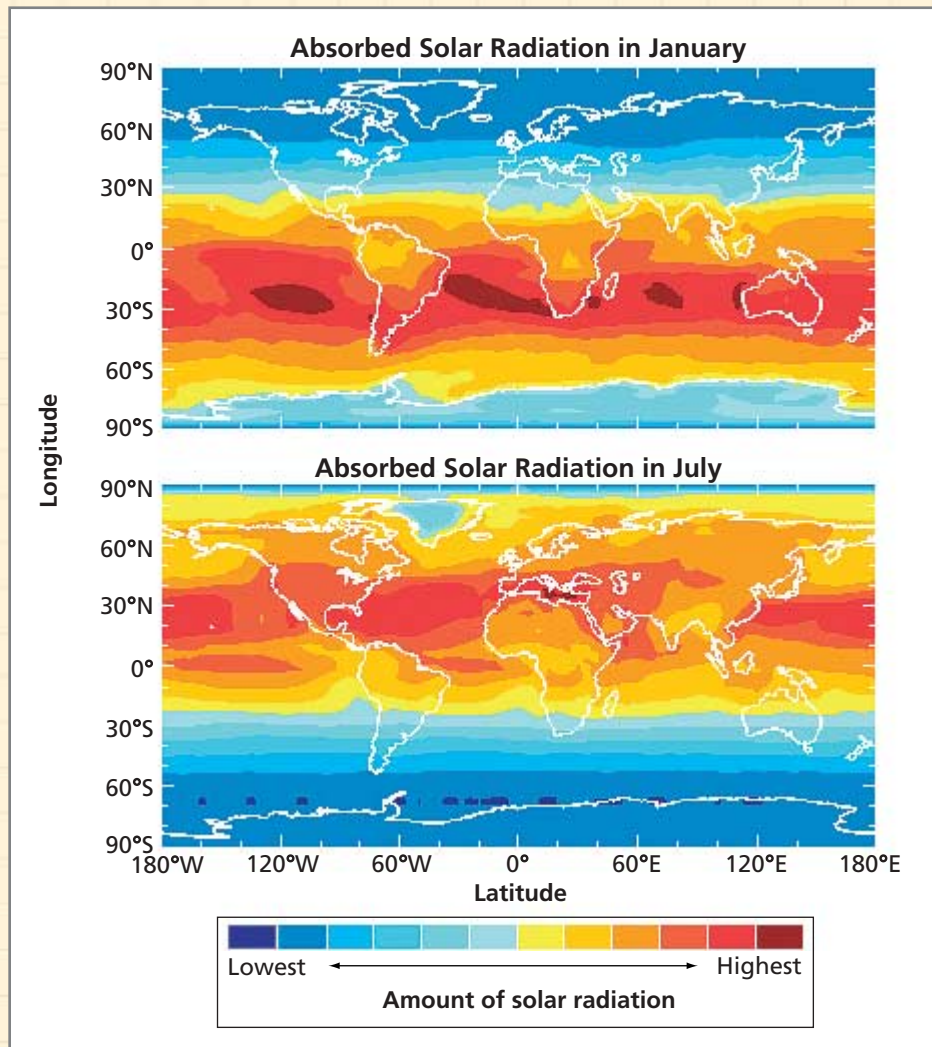 Absorbed Solar Radiation in January
90°N
60°N
30°N
0°
30°S
60°S
90°S
Longitude
Absorbed Solar Radiation in July
90°N
60°N
30°N
0°
30°S
60°S
90°S
180°W 120°W 60°W 0° 60°E 120°E 180°E
Latitude
Lowest Highest
Amount of solar radiation